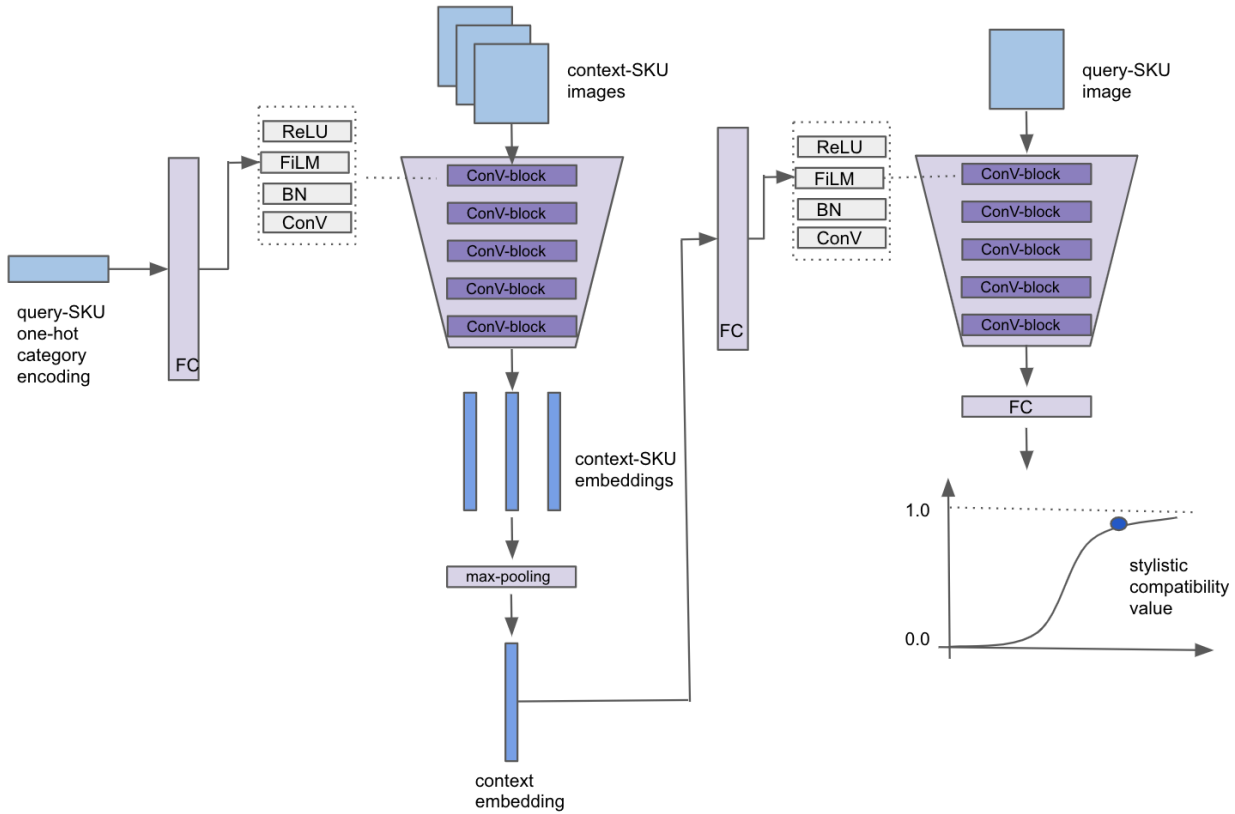 context-SKU
images
query-SKU
image
ReLU
FiLM
BN
ConV
ConV-block
ConV-block
ConV-block
ConV-block
ConV-block
FC
query-SKU
one-hot
category
encoding
context-SKU
embeddings
max-pooling
context
embedding
FC
ReLU
FiLM
BN
ConV
ConV-block
ConV-block
ConV-block
ConV-block
ConV-block
FC
1.0
0.0
stylistic
compatibility
value